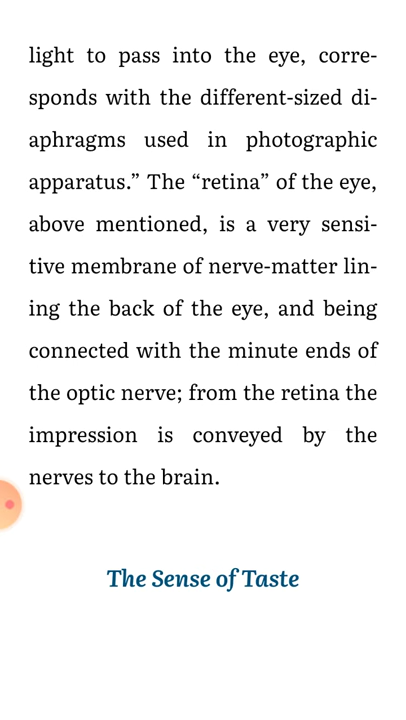 light to pass into the eye, corre-
sponds with the different-sized di-
aphragms used in photographic
apparatus.” The “retina” of the eye,
above mentioned, is a very sensi-
tive membrane of nerve-matter lin-
ing the back of the eye, and being
connected with the minute ends of
the optic nerve; from the retina the
impression is conveyed by the
nerves to the brain.
The Sense of Taste